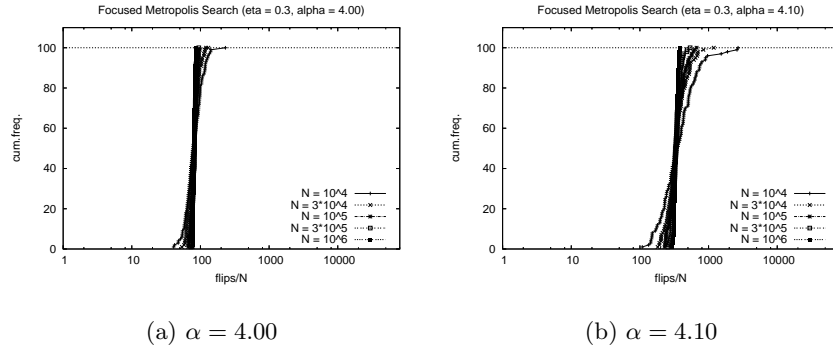 Focused Metropolis Search (eta = 0.3, alpha = 4.00)
100
80
60
40
20
0
cum.freq.
N = 10^4
N = 3*10^4
N = 10^5
N = 3*10^5
N = 10^6
1 10 100 1000 10000
flips/N
(a) α = 4.00
Focused Metropolis Search (eta = 0.3, alpha = 4.10)
100
80
60
40
20
0
cum.freq.
N = 10^4
N = 3*10^4
N = 10^5
N = 3*10^5
N = 10^6
1 10 100 1000 10000
flips/N
(b) α = 4.10